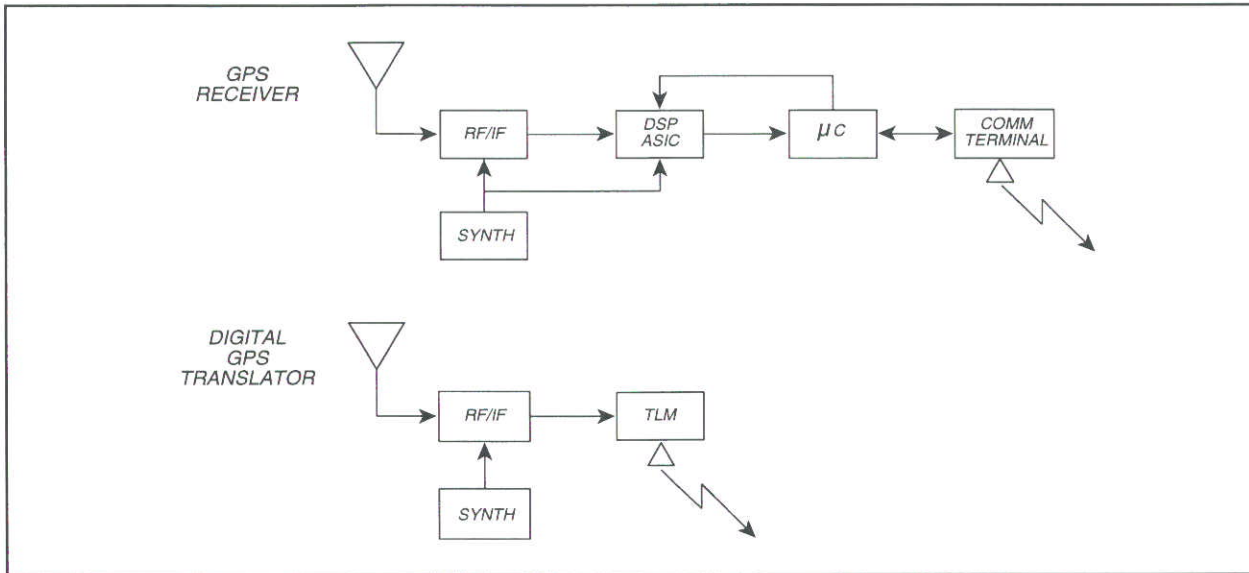 GPS
RECEIVER
RF/IF
DSP
ASIC
µC
COMM
TERMINAL
SYNTH
DIGITAL
GPS
TRANSLATOR
RF/IF
TLM
SYNTH